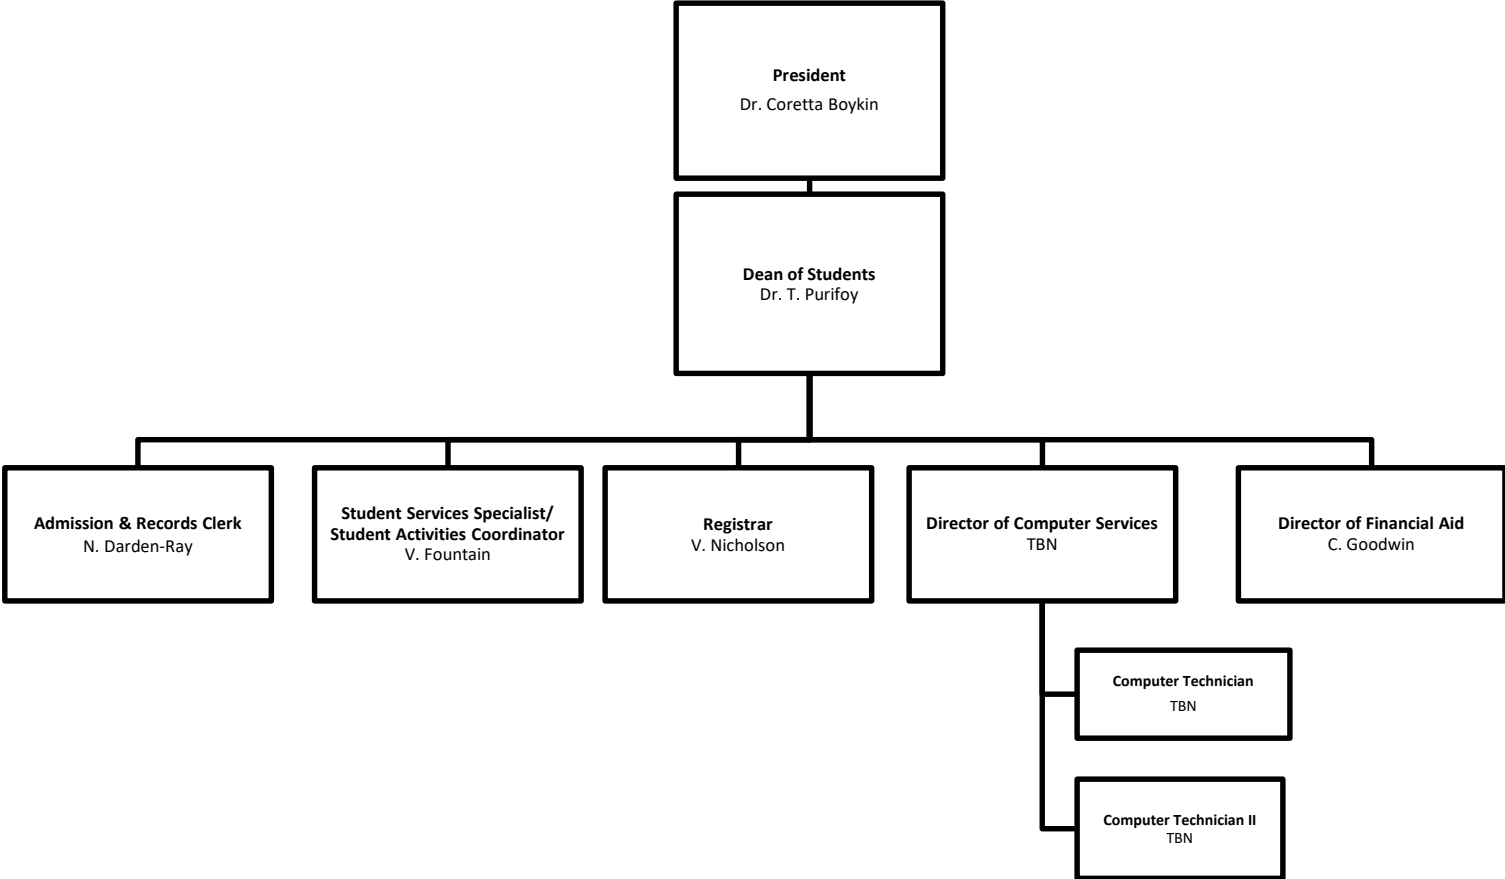 President
Dr. Coretta Boykin
Dean of Students
Dr. T. Purifoy
Admission & Records Clerk
N. Darden-Ray
Student Services Specialist/
Student Activities Coordinator
V. Fountain
Registrar
V. Nicholson
Director of Computer Services
TBN
Director of Financial Aid
C. Goodwin
Computer Technician
TBN
Computer Technician II
TBN